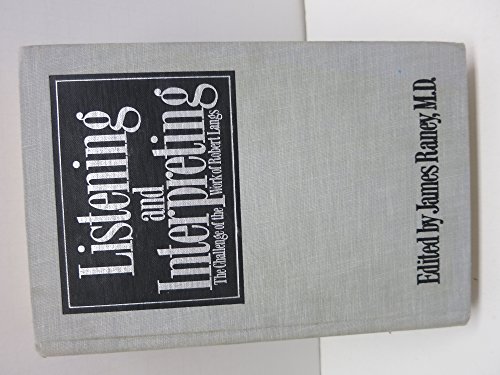 Listening
and
Interpreting
The Challenge of the
Work of Robert Langs
Edited by James Raney, M.D.